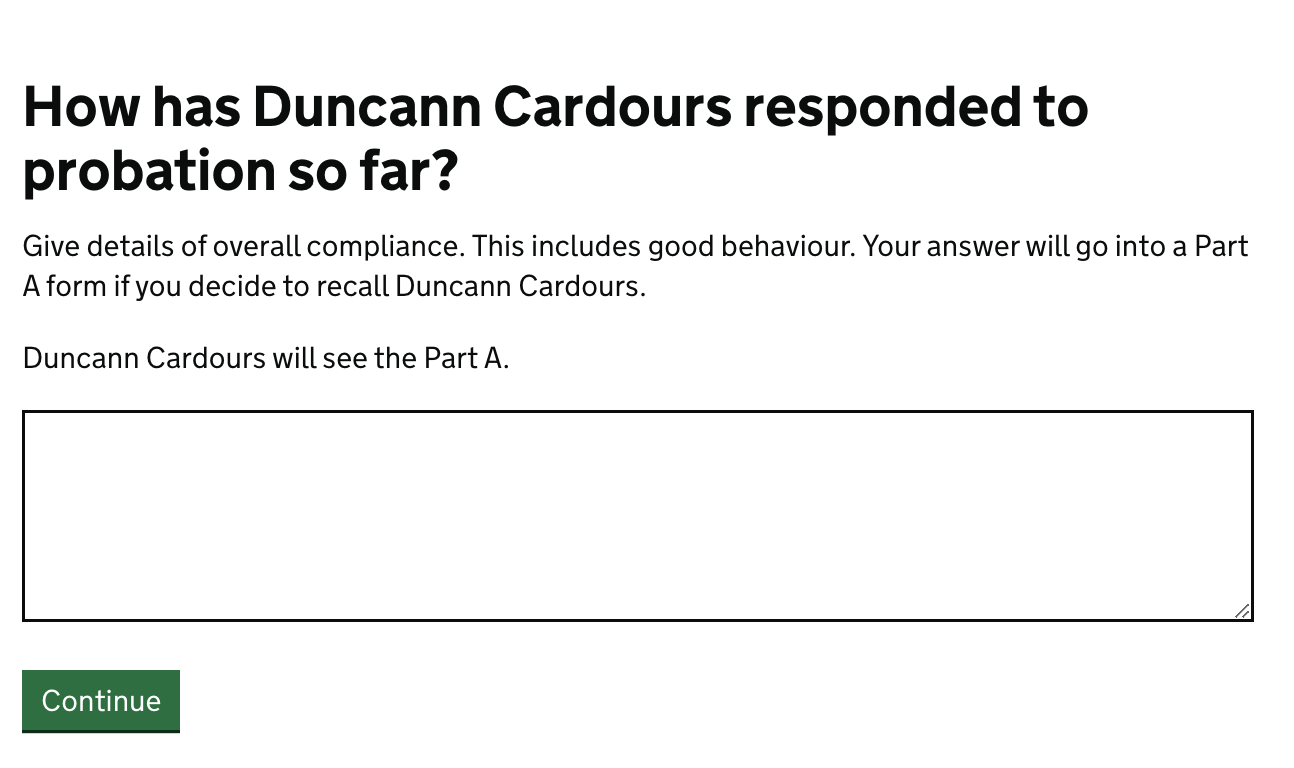 How has Duncann Cardours responded to
probation so far?
Give details of overall compliance. This includes good behaviour. Your answer will go into a Part
A form if you decide to recall Duncann Cardours.
Duncann Cardours will see the Part A.
Continue